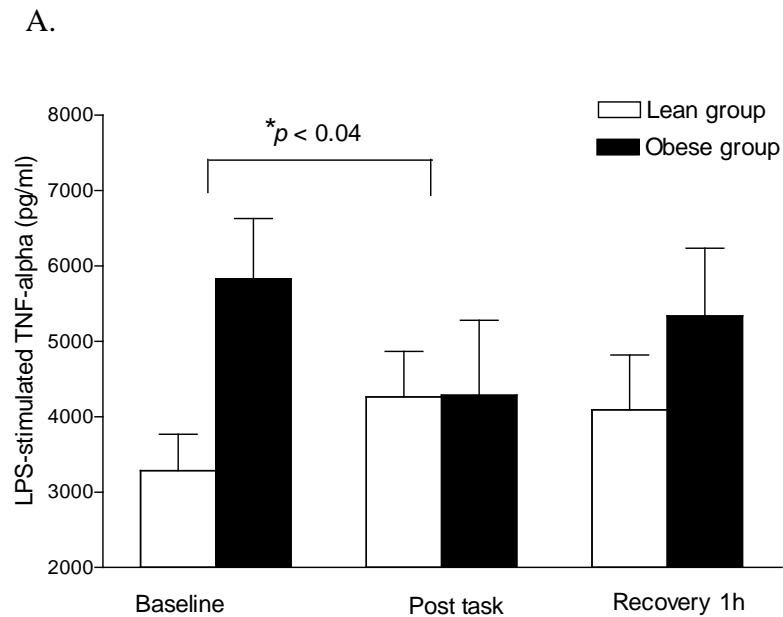 A.
8000
*p < 0.04
Lean group
Obese group
7000
6000
5000
4000
3000
2000
LPS-stimulated TNF-alpha (pg/ml)
Baseline
Post task
Recovery 1h